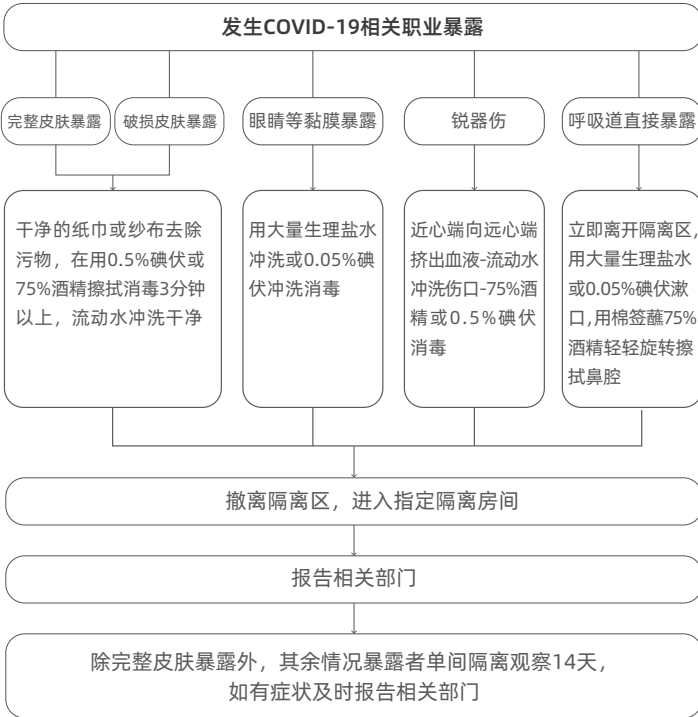 发生COVID-19相关职业暴露
完整皮肤暴露
破损皮肤暴露
眼睛等黏膜暴露
锐器伤
呼吸道直接暴露
干净的纸巾或纱布去除
污物，在用0.5%碘伏或
75%酒精擦拭消毒3分钟
以上，流动水冲洗干净
用大量生理盐水
冲洗或0.05%碘
伏冲洗消毒
近心端向远心端
挤出血液-流动水
冲洗伤口-75%酒
精或0.5%碘伏
消毒
立即离开隔离区，
用大量生理盐水
或0.05%碘伏漱
口，用棉签蘸75%
酒精轻轻旋转擦
拭鼻腔
撤离隔离区，进入指定隔离房间
报告相关部门
除完整皮肤暴露外，其余情况暴露者单间隔离观察14天，
如有症状及时报告相关部门